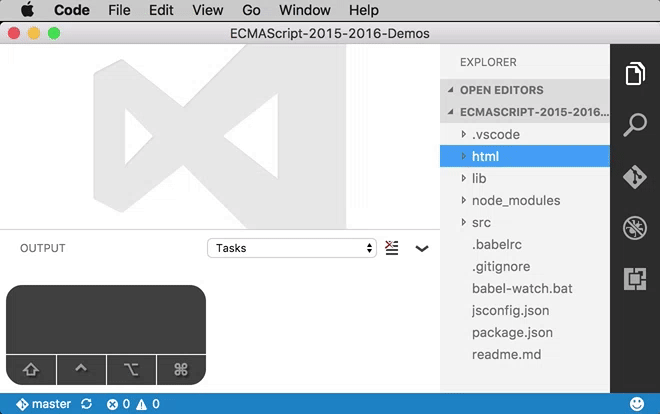 Code File Edit View Go Window Help
ECMAScript-2015-2016-Demos
EXPLORER
OPEN EDITORS
ECMASCRIPT-2015-2016...
.vscode
html
lib
node_modules
src
.babelrc
.gitignore
babel-watch.bat
jsconfig.json
package.json
readme.md
OUTPUT Tasks
⇧ ^ ⌥ ⌘
master 0 0